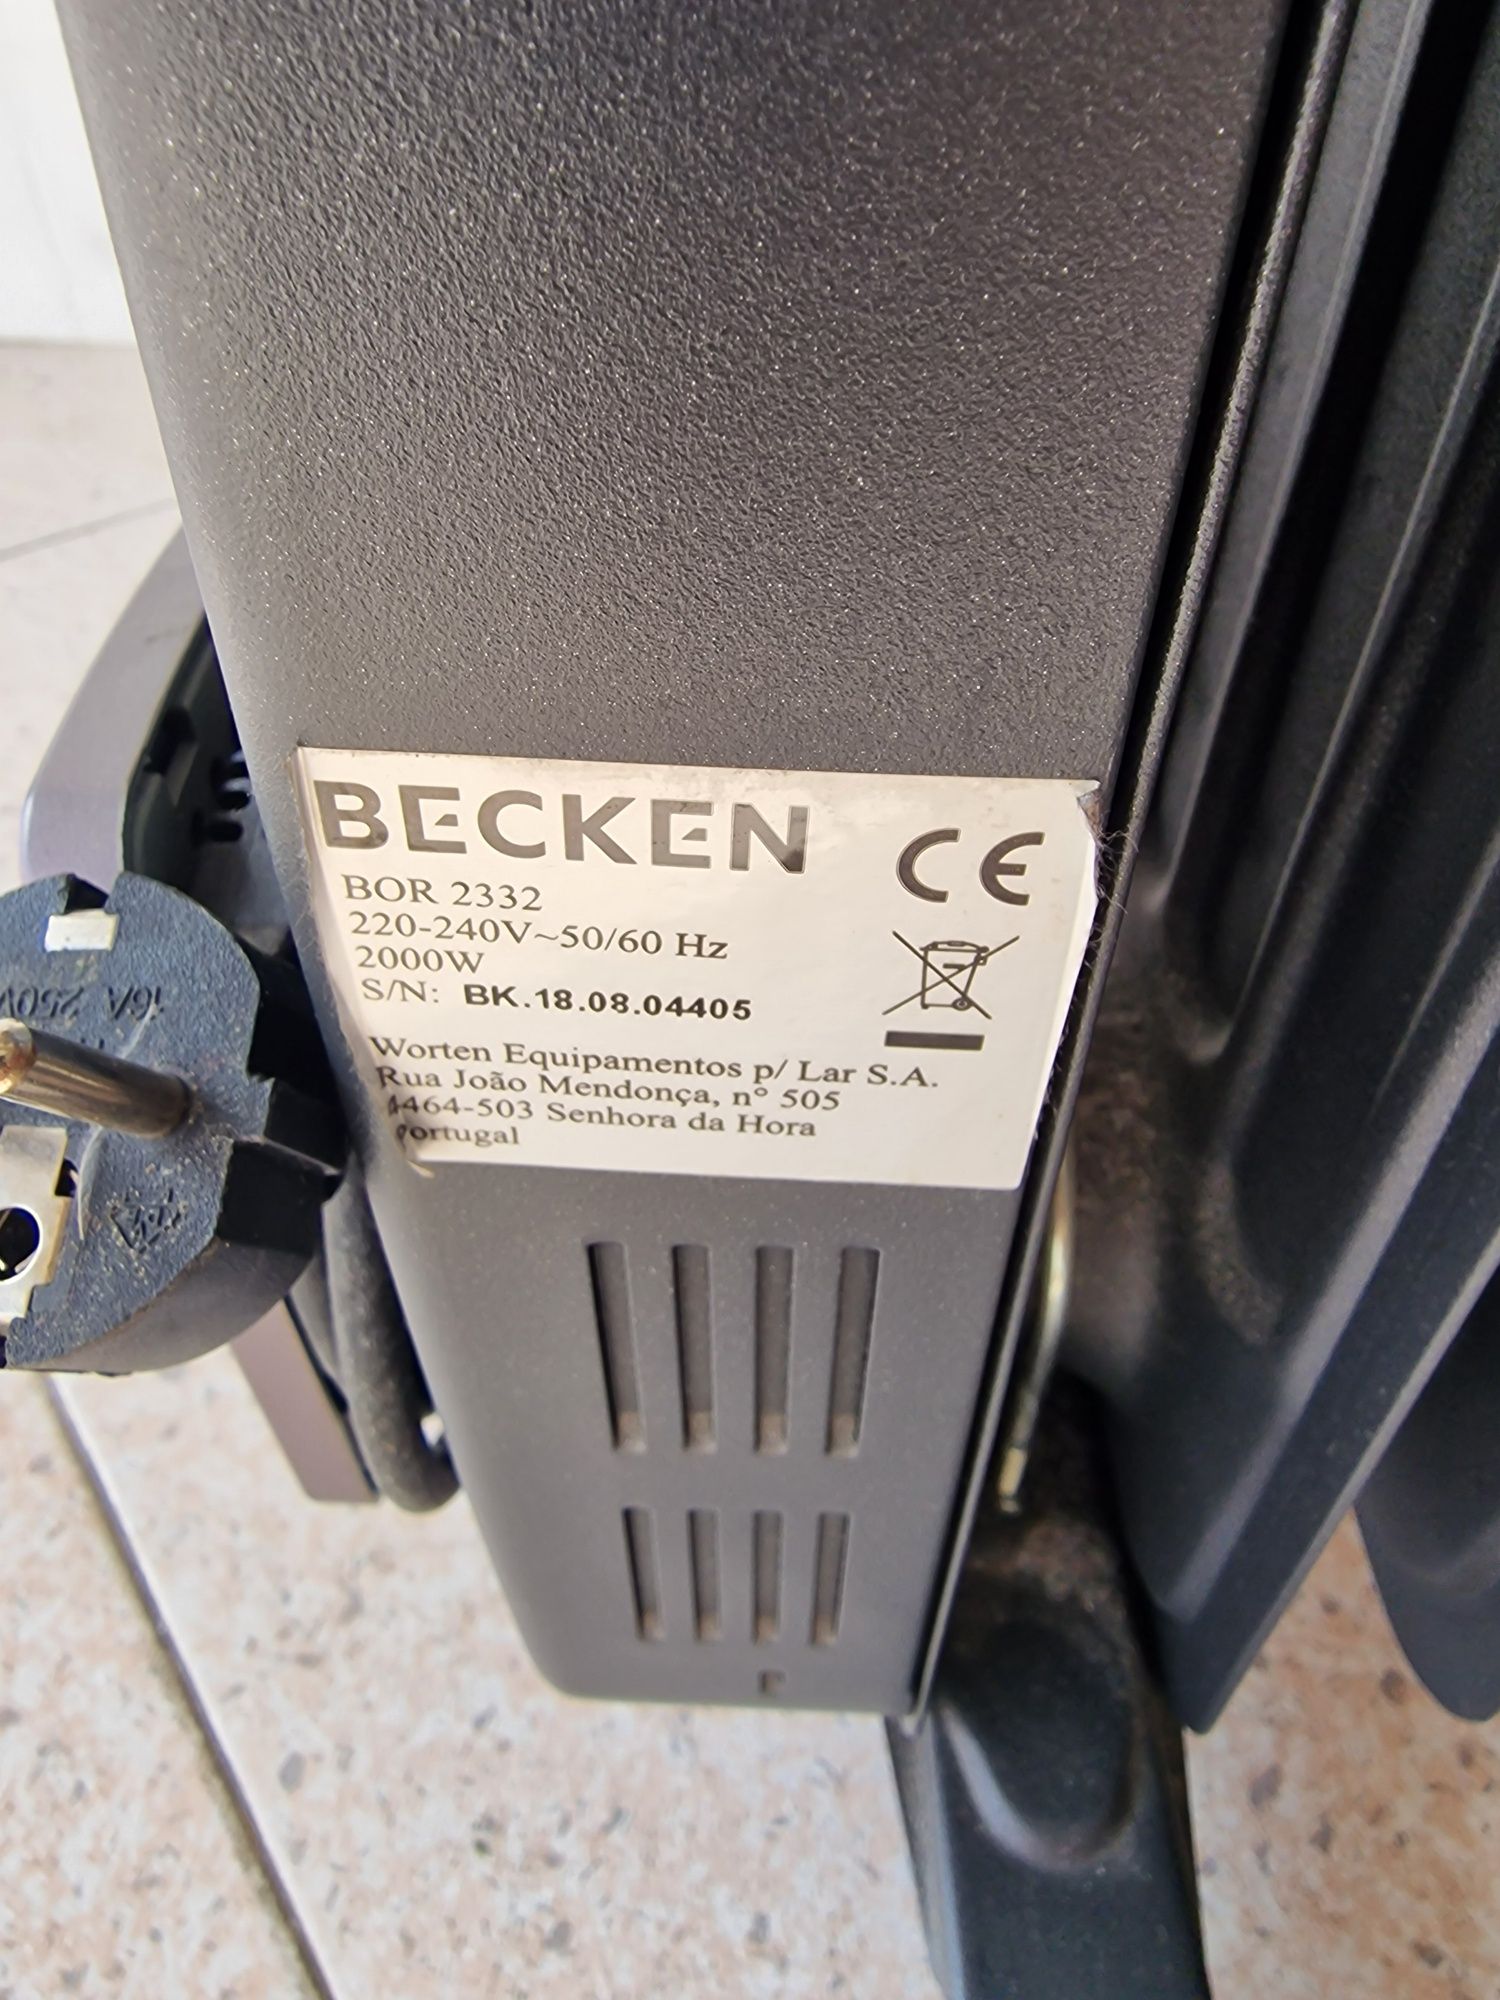 BECKEN
CE
BOR 2332
220-240V~50/60 Hz
2000W
S/N: BK.18.08.04405
Worten Equipamentos p/ Lar S.A.
Rua João Mendonça, nº 505
4464-503 Senhora da Hora
Portugal
16A 250V